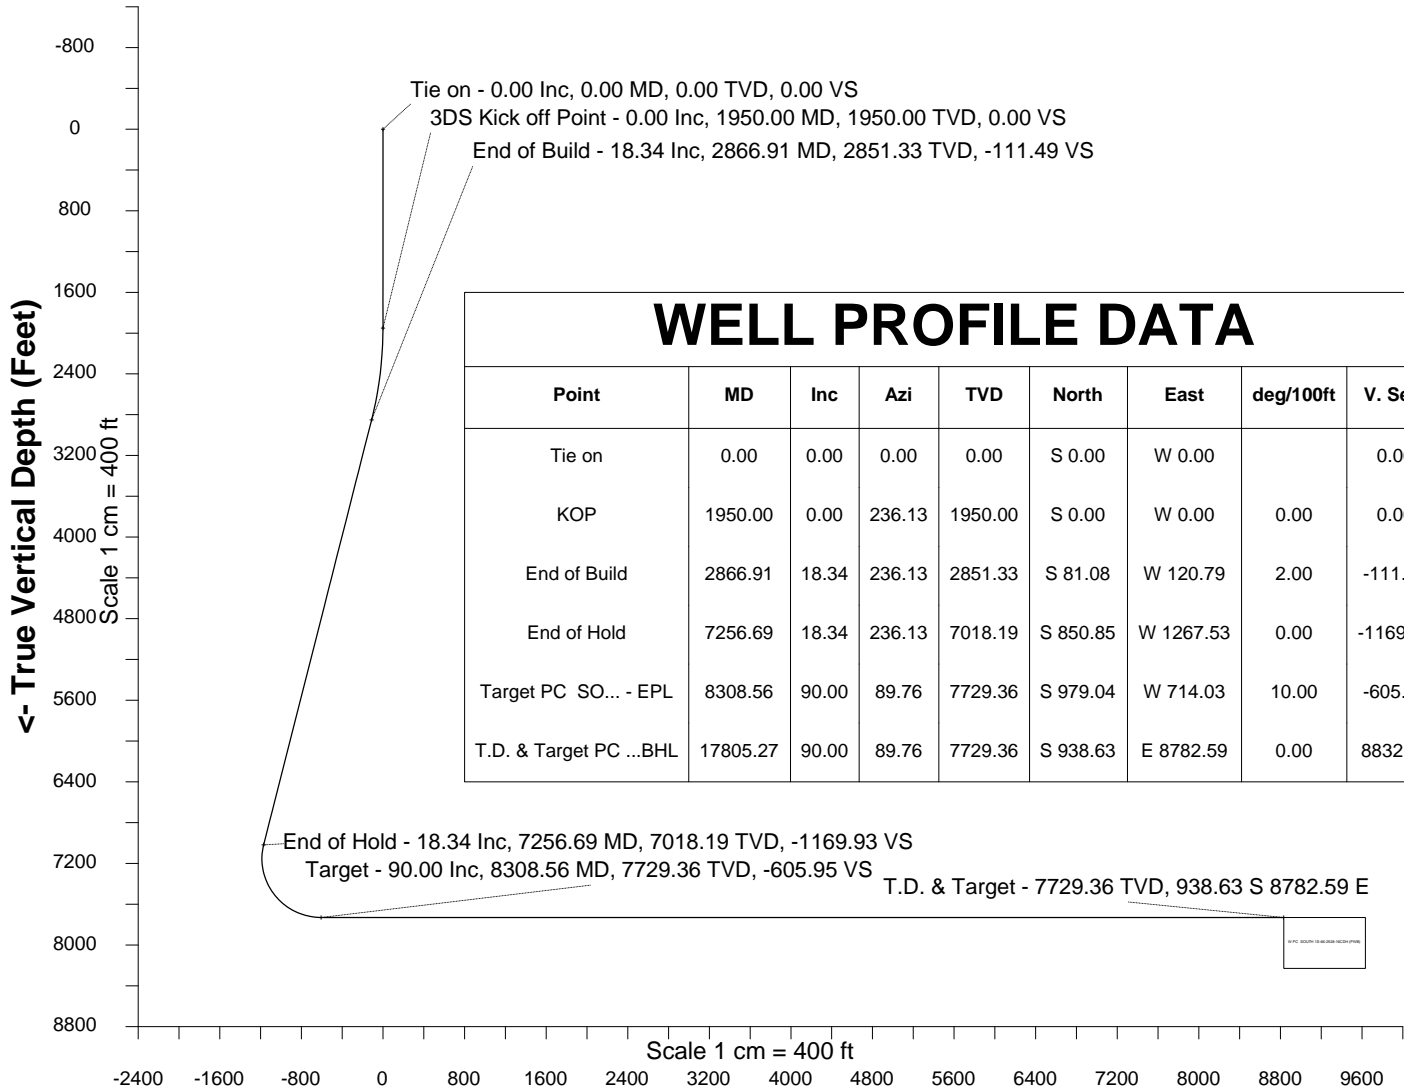 -800
0
800
1600
2400
3200
4000
4800
5600
6400
7200
8000
8800
<- True Vertical Depth (Feet)
Scale 1 cm = 400 ft
Tie on - 0.00 Inc, 0.00 MD, 0.00 TVD, 0.00 VS
3DS Kick off Point - 0.00 Inc, 1950.00 MD, 1950.00 TVD, 0.00 VS
End of Build - 18.34 Inc, 2866.91 MD, 2851.33 TVD, -111.49 VS
WELL PROFILE DATA
Point MD Inc Azi TVD North East deg/100ft V. Se
Tie on 0.00 0.00 0.00 0.00 S 0.00 W 0.00 0.0
KOP 1950.00 0.00 236.13 1950.00 S 0.00 W 0.00 0.00 0.0
End of Build 2866.91 18.34 236.13 2851.33 S 81.08 W 120.79 2.00 -111.
End of Hold 7256.69 18.34 236.13 7018.19 S 850.85 W 1267.53 0.00 -1169
Target PC SO... - EPL 8308.56 90.00 89.76 7729.36 S 979.04 W 714.03 10.00 -605.
T.D. & Target PC ...BHL 17805.27 90.00 89.76 7729.36 S 938.63 E 8782.59 0.00 8832
End of Hold - 18.34 Inc, 7256.69 MD, 7018.19 TVD, -1169.93 VS
Target - 90.00 Inc, 8308.56 MD, 7729.36 TVD, -605.95 VS
T.D. & Target - 7729.36 TVD, 938.63 S 8782.59 E
Scale 1 cm = 400 ft
-2400 -1600 -800 0 800 1600 2400 3200 4000 4800 5600 6400 7200 8000 8800 9600